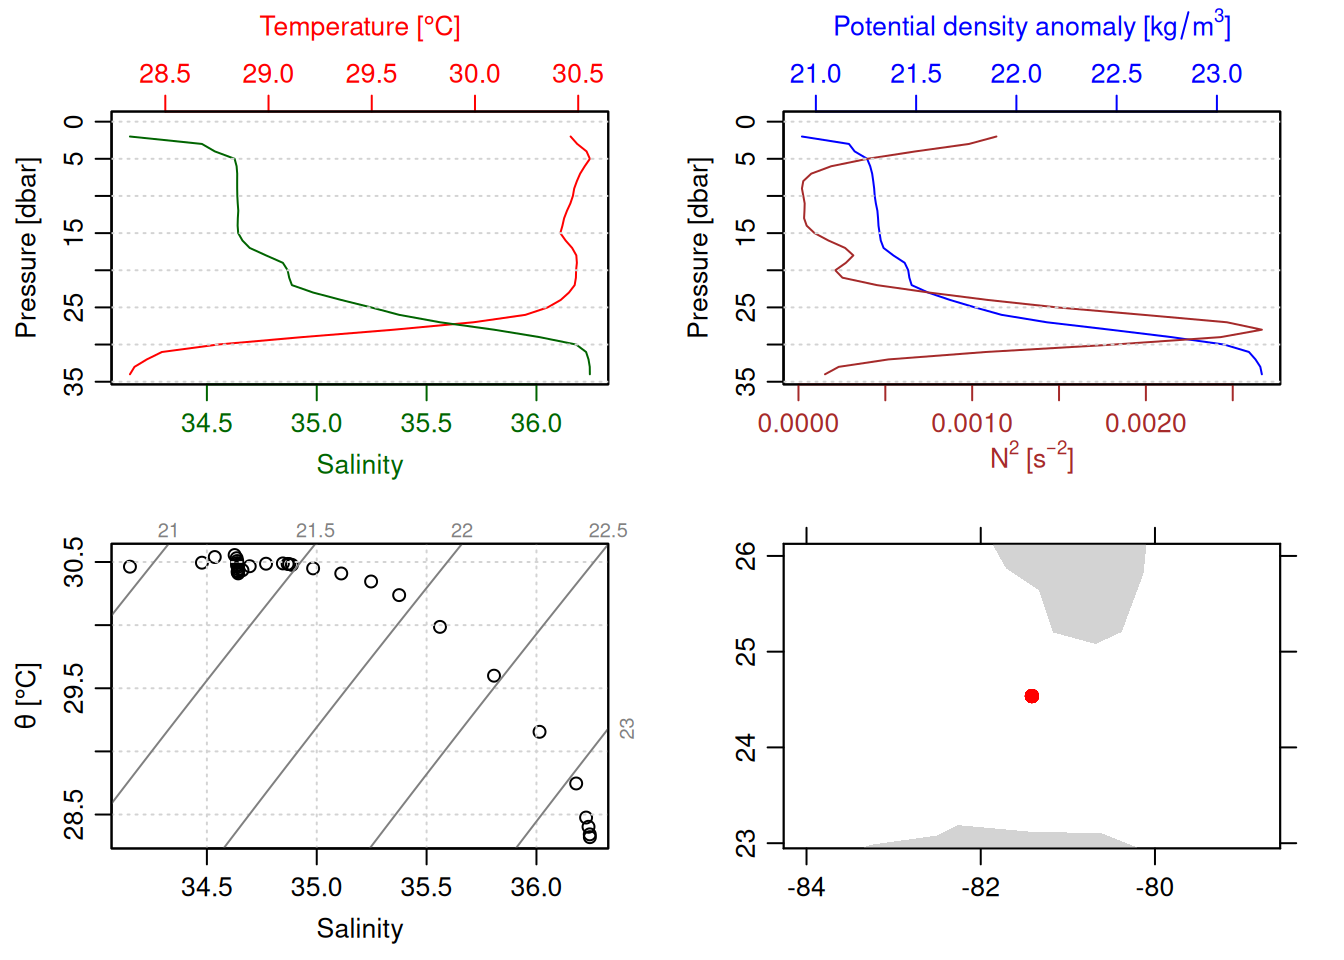 Temperature [°C]
28.5 29.0 29.5 30.0 30.5
Pressure [dbar]
0 5 15 25 35
34.5 35.0 35.5 36.0
Salinity
Potential density anomaly [kg/m³]
21.0 21.5 22.0 22.5 23.0
Pressure [dbar]
0 5 15 25 35
0.0000 0.0010 0.0020
N² [s⁻²]
21 21.5 22 22.5
23
θ [°C]
30.5 29.5 28.5
34.5 35.0 35.5 36.0
Salinity
26 25 24 23
-84 -82 -80